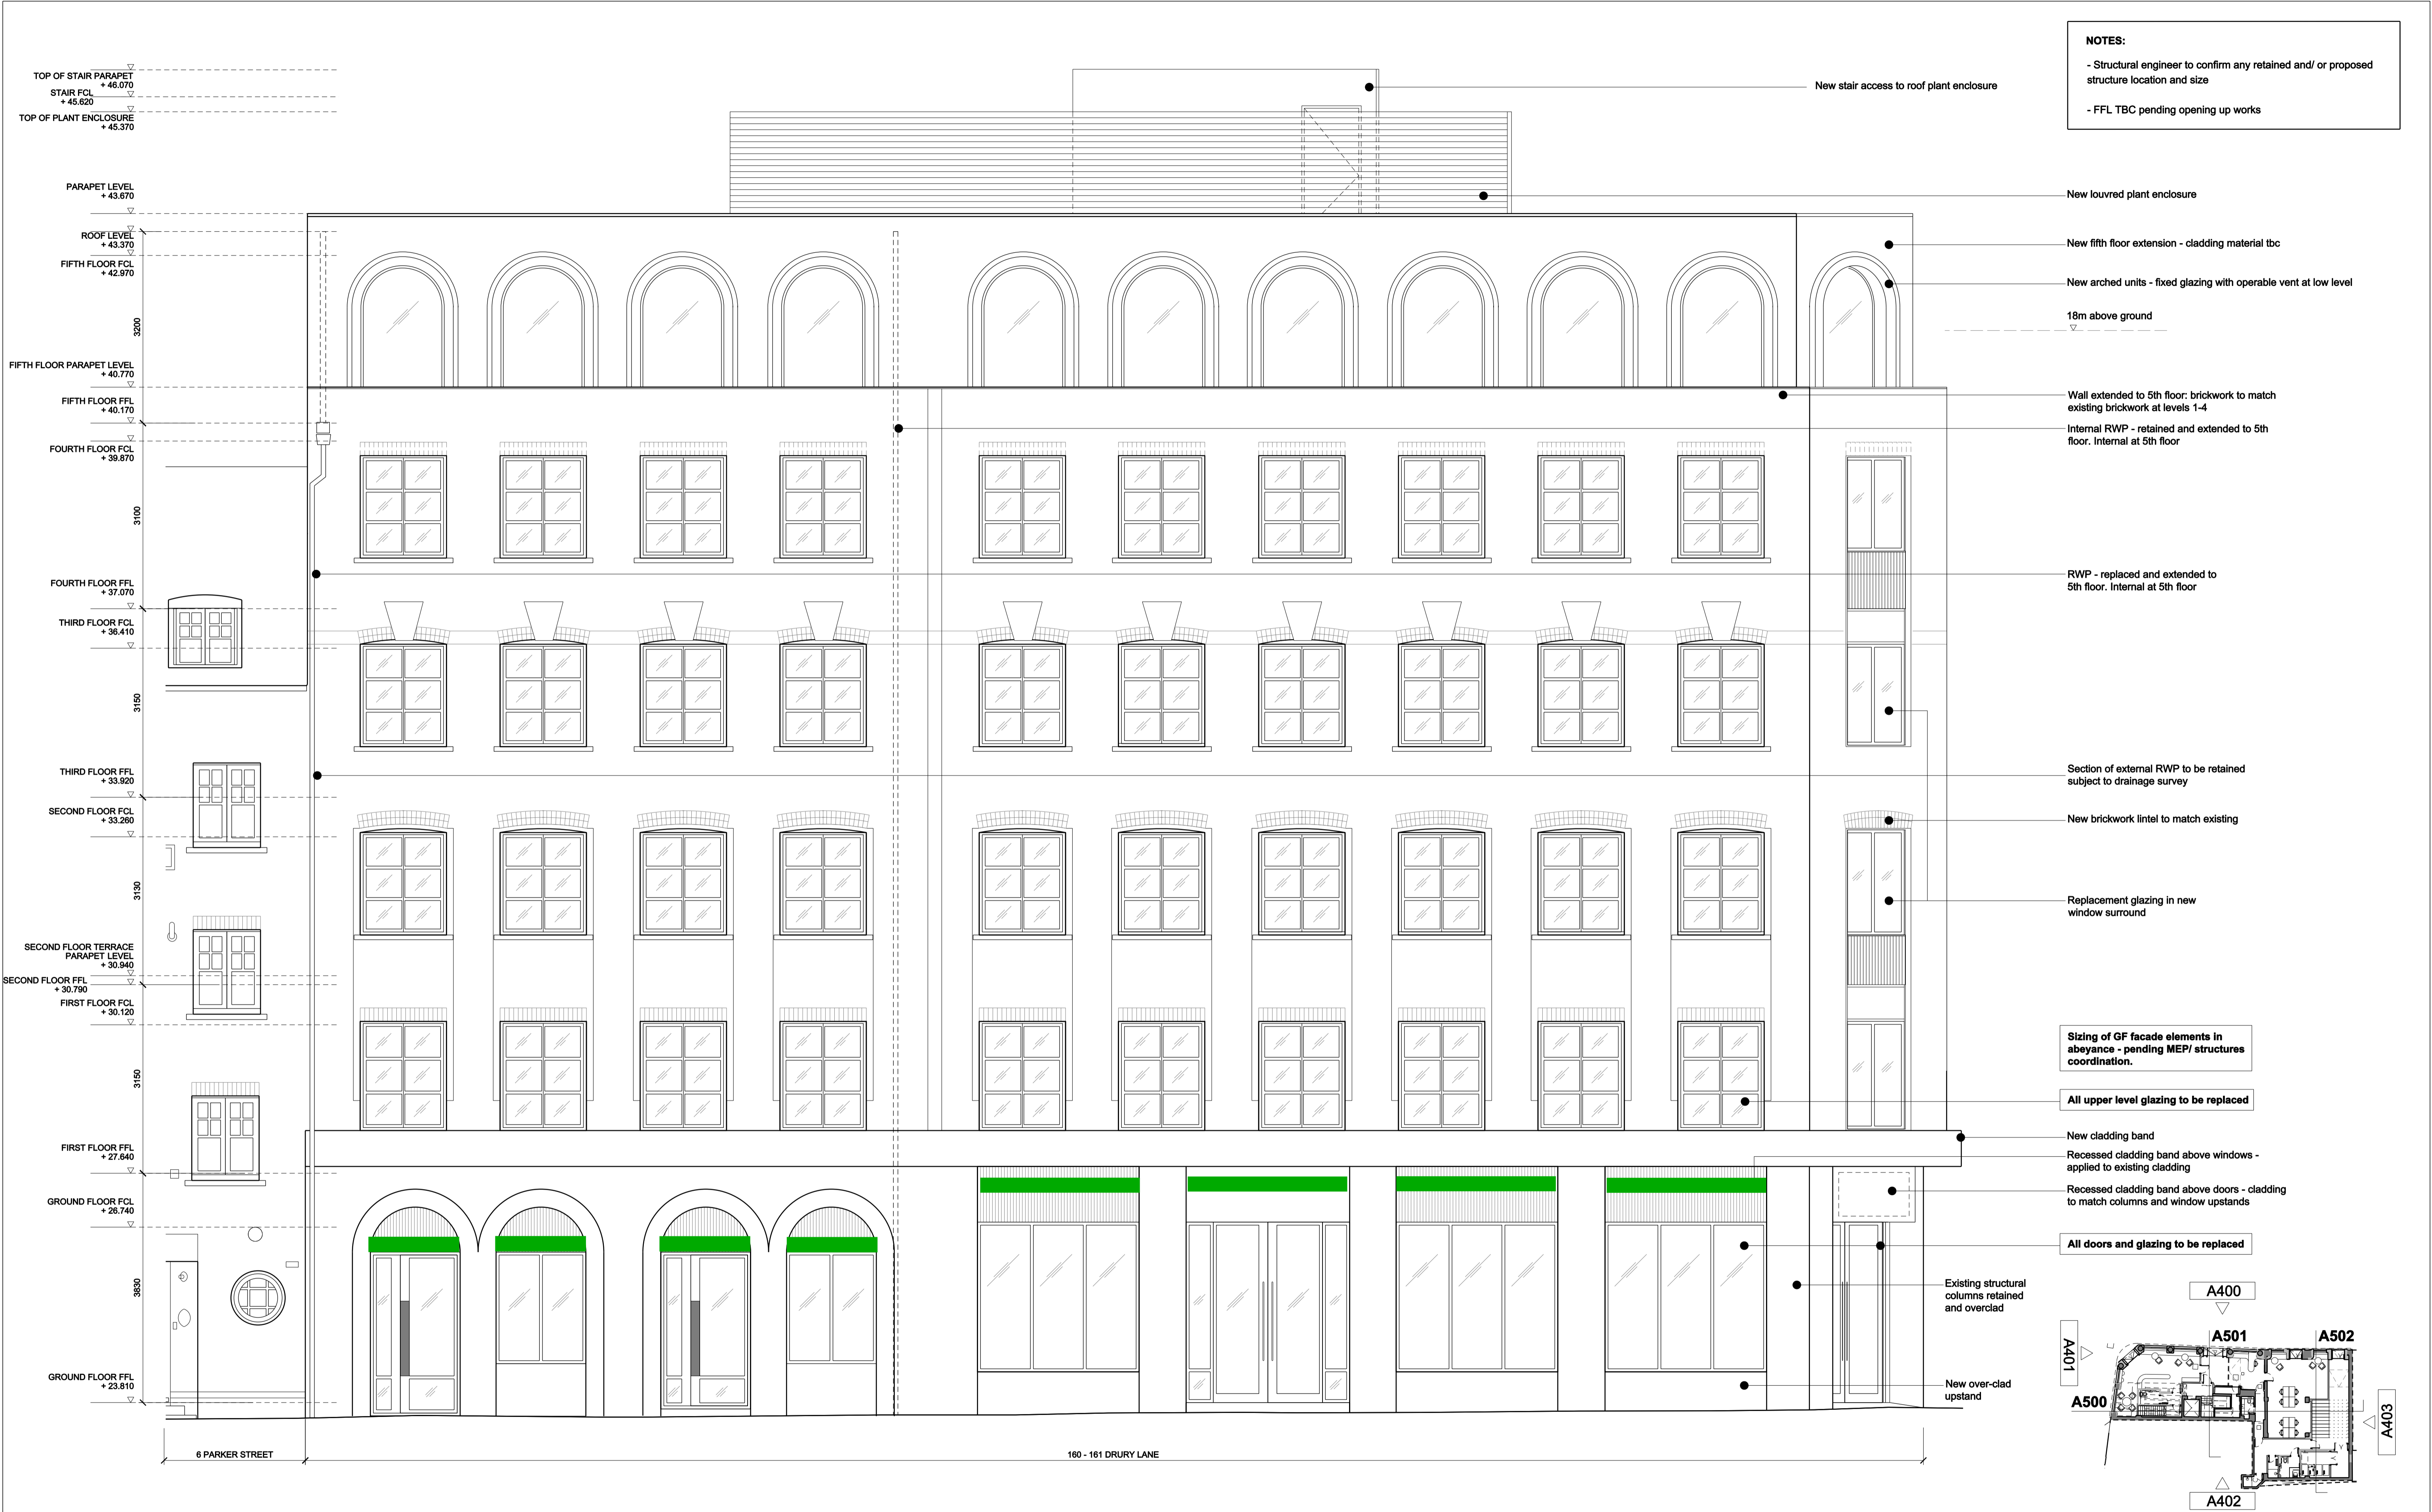 TOP OF STAIR PARAPET
+ 46.070
STAIR FCL
+ 45.620
TOP OF PLANT ENCLOSURE
+ 45.370
PARAPET LEVEL
+ 43.670
ROOF LEVEL
+ 43.370
FIFTH FLOOR FCL
+ 42.970
3200
FIFTH FLOOR PARAPET LEVEL
+ 40.770
FIFTH FLOOR FFL
+ 40.170
FOURTH FLOOR FCL
+ 39.870
3100
FOURTH FLOOR FFL
+ 37.070
THIRD FLOOR FCL
+ 36.410
3150
THIRD FLOOR FFL
+ 33.920
SECOND FLOOR FCL
+ 33.260
3130
SECOND FLOOR TERRACE
PARAPET LEVEL
+ 30.940
SECOND FLOOR FFL
+ 30.790
FIRST FLOOR FCL
+ 30.120
3150
FIRST FLOOR FFL
+ 27.640
GROUND FLOOR FCL
+ 26.740
3830
GROUND FLOOR FFL
+ 23.810
6 PARKER STREET
160 - 161 DRURY LANE
NOTES:
- Structural engineer to confirm any retained and/ or proposed
structure location and size
- FFL TBC pending opening up works
New stair access to roof plant enclosure
New louvred plant enclosure
New fifth floor extension - cladding material tbc
New arched units - fixed glazing with operable vent at low level
18m above ground
Wall extended to 5th floor: brickwork to match
existing brickwork at levels 1-4
Internal RWP - retained and extended to 5th
floor. Internal at 5th floor
RWP - replaced and extended to
5th floor. Internal at 5th floor
Section of external RWP to be retained
subject to drainage survey
New brickwork lintel to match existing
Replacement glazing in new
window surround
Sizing of GF facade elements in
abeyance - pending MEP/ structures
coordination.
All upper level glazing to be replaced
New cladding band
Recessed cladding band above windows -
applied to existing cladding
Recessed cladding band above doors - cladding
to match columns and window upstands
All doors and glazing to be replaced
Existing structural
columns retained
and overclad
New over-clad
upstand
A400
A401
A501
A502
A500
A403
A402